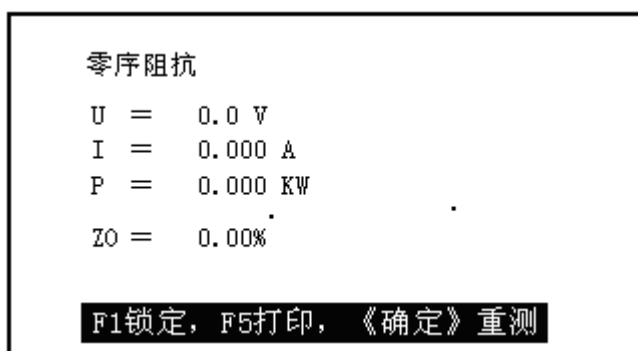 零序阻抗
U = 0.0 V
I = 0.000 A
P = 0.000 KW
ZO = 0.00%
F1锁定，F5打印，《确定》重测